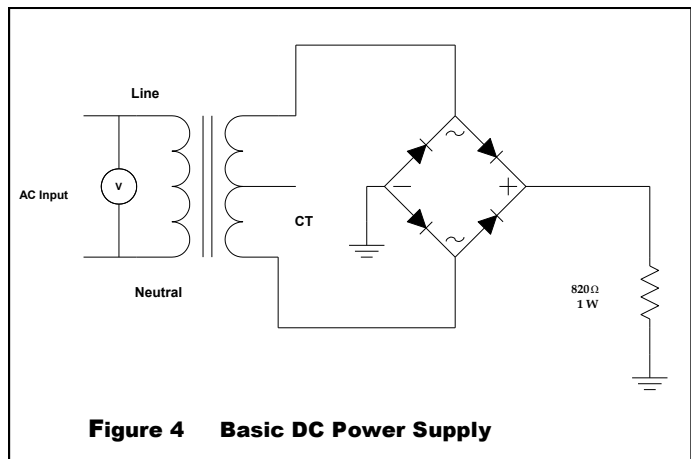 Line
AC Input
V
CT
Neutral
~
− +
~
820Ω
1 W
Figure 4 Basic DC Power Supply